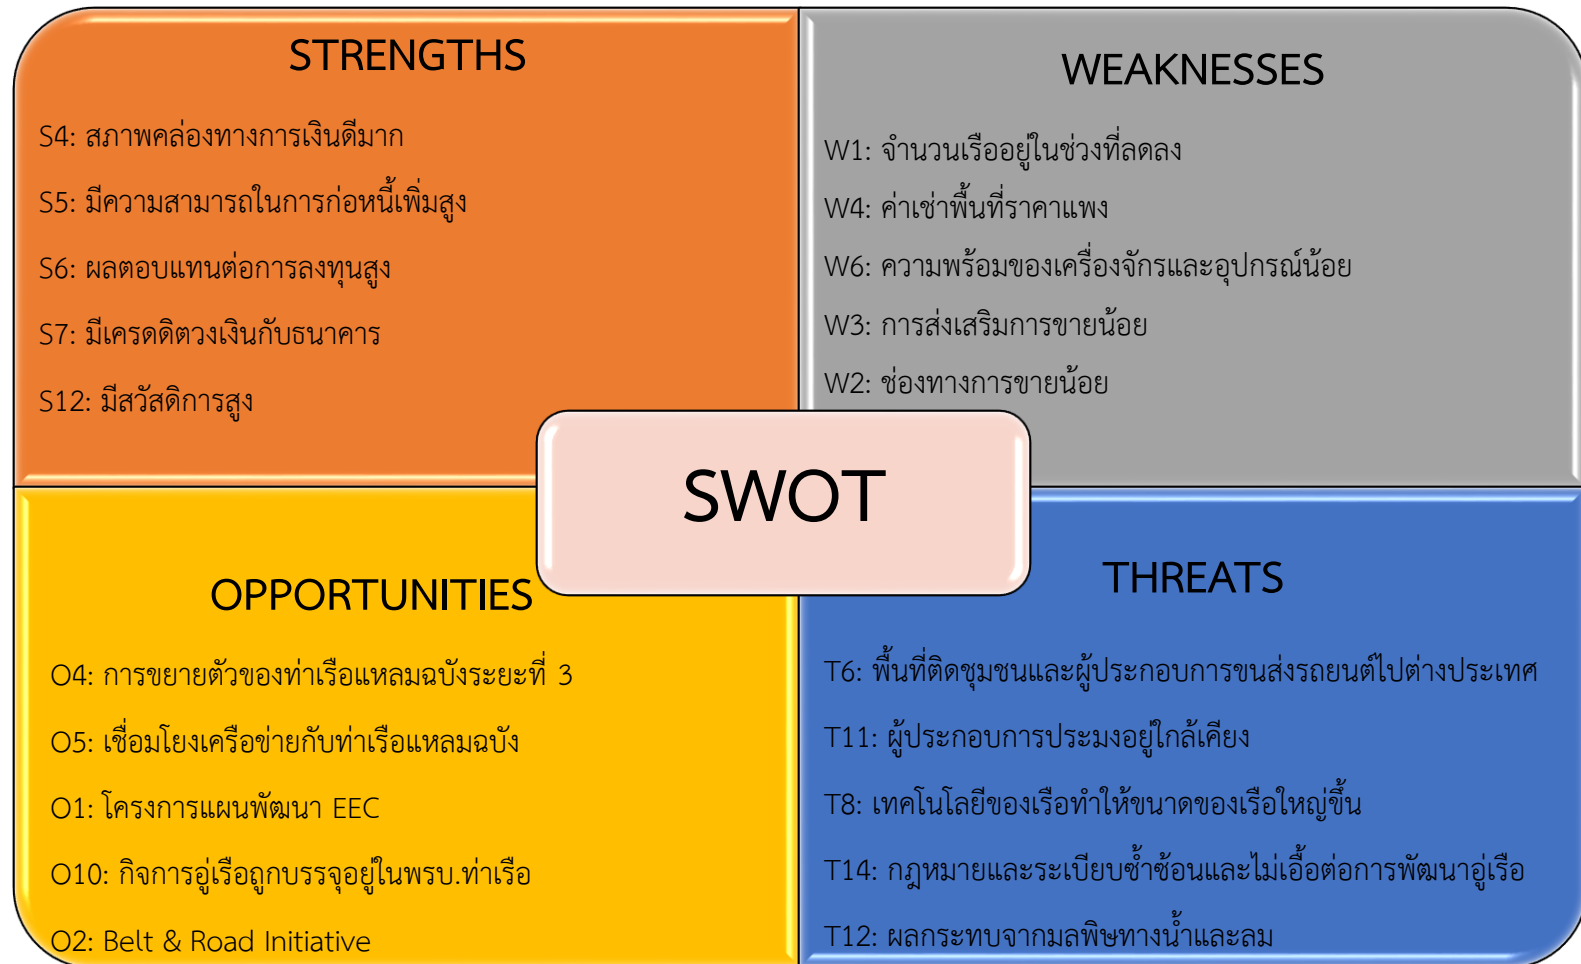 STRENGTHS
S4: สภาพคล่องทางการเงินดีมาก
S5: มีความสามารถในการก่อหนี้เพิ่มสูง
S6: ผลตอบแทนต่อการลงทุนสูง
S7: มีเครดดิตวงเงินกับธนาคาร
S12: มีสวัสดิการสูง
WEAKNESSES
W1: จำนวนเรืออยู่ในช่วงที่ลดลง
W4: ค่าเช่าพื้นที่ราคาแพง
W6: ความพร้อมของเครื่องจักรและอุปกรณ์น้อย
W3: การส่งเสริมการขายน้อย
W2: ช่องทางการขายน้อย
SWOT
OPPORTUNITIES
O4: การขยายตัวของท่าเรือแหลมฉบังระยะที่ 3
O5: เชื่อมโยงเครือข่ายกับท่าเรือแหลมฉบัง
O1: โครงการแผนพัฒนา EEC
O10: กิจการอู่เรือถูกบรรจุอยู่ในพรบ.ท่าเรือ
O2: Belt & Road Initiative
THREATS
T6: พื้นที่ติดชุมชนและผู้ประกอบการขนส่งรถยนต์ไปต่างประเทศ
T11: ผู้ประกอบการประมงอยู่ใกล้เคียง
T8: เทคโนโลยีของเรือทำให้ขนาดของเรือใหญ่ขึ้น
T14: กฎหมายและระเบียบซ้ำซ้อนและไม่เอื้อต่อการพัฒนาอู่เรือ
T12: ผลกระทบจากมลพิษทางน้ำและลม